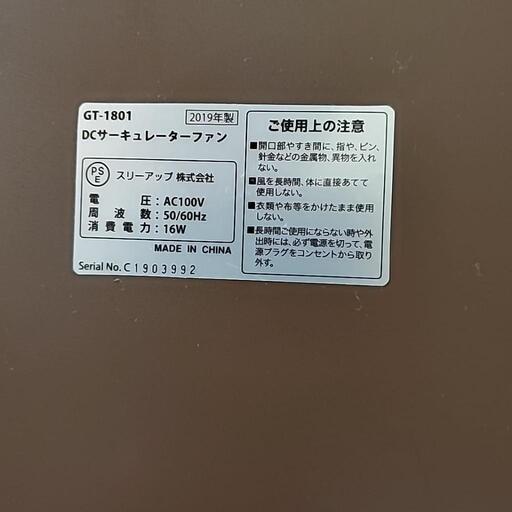 GT-1801 2019年製
DCサーキュレーターファン
PSE スリーアップ 株式会社
電圧:AC100V
周波数:50/60Hz
消費電力:16W
MADE IN CHINA
Serial No. C1903992
ご使用上の注意
■開口部やすき間に、指や、ピン、
針金などの金属物、異物を入れ
ない。
■風を長時間、体に直接あてて
使用しない。
■衣類や布等をかけたまま使用
しない。
■長時間ご使用にならない時や外
出時には、必ず電源を切って、電
源プラグをコンセントから取り
外す。